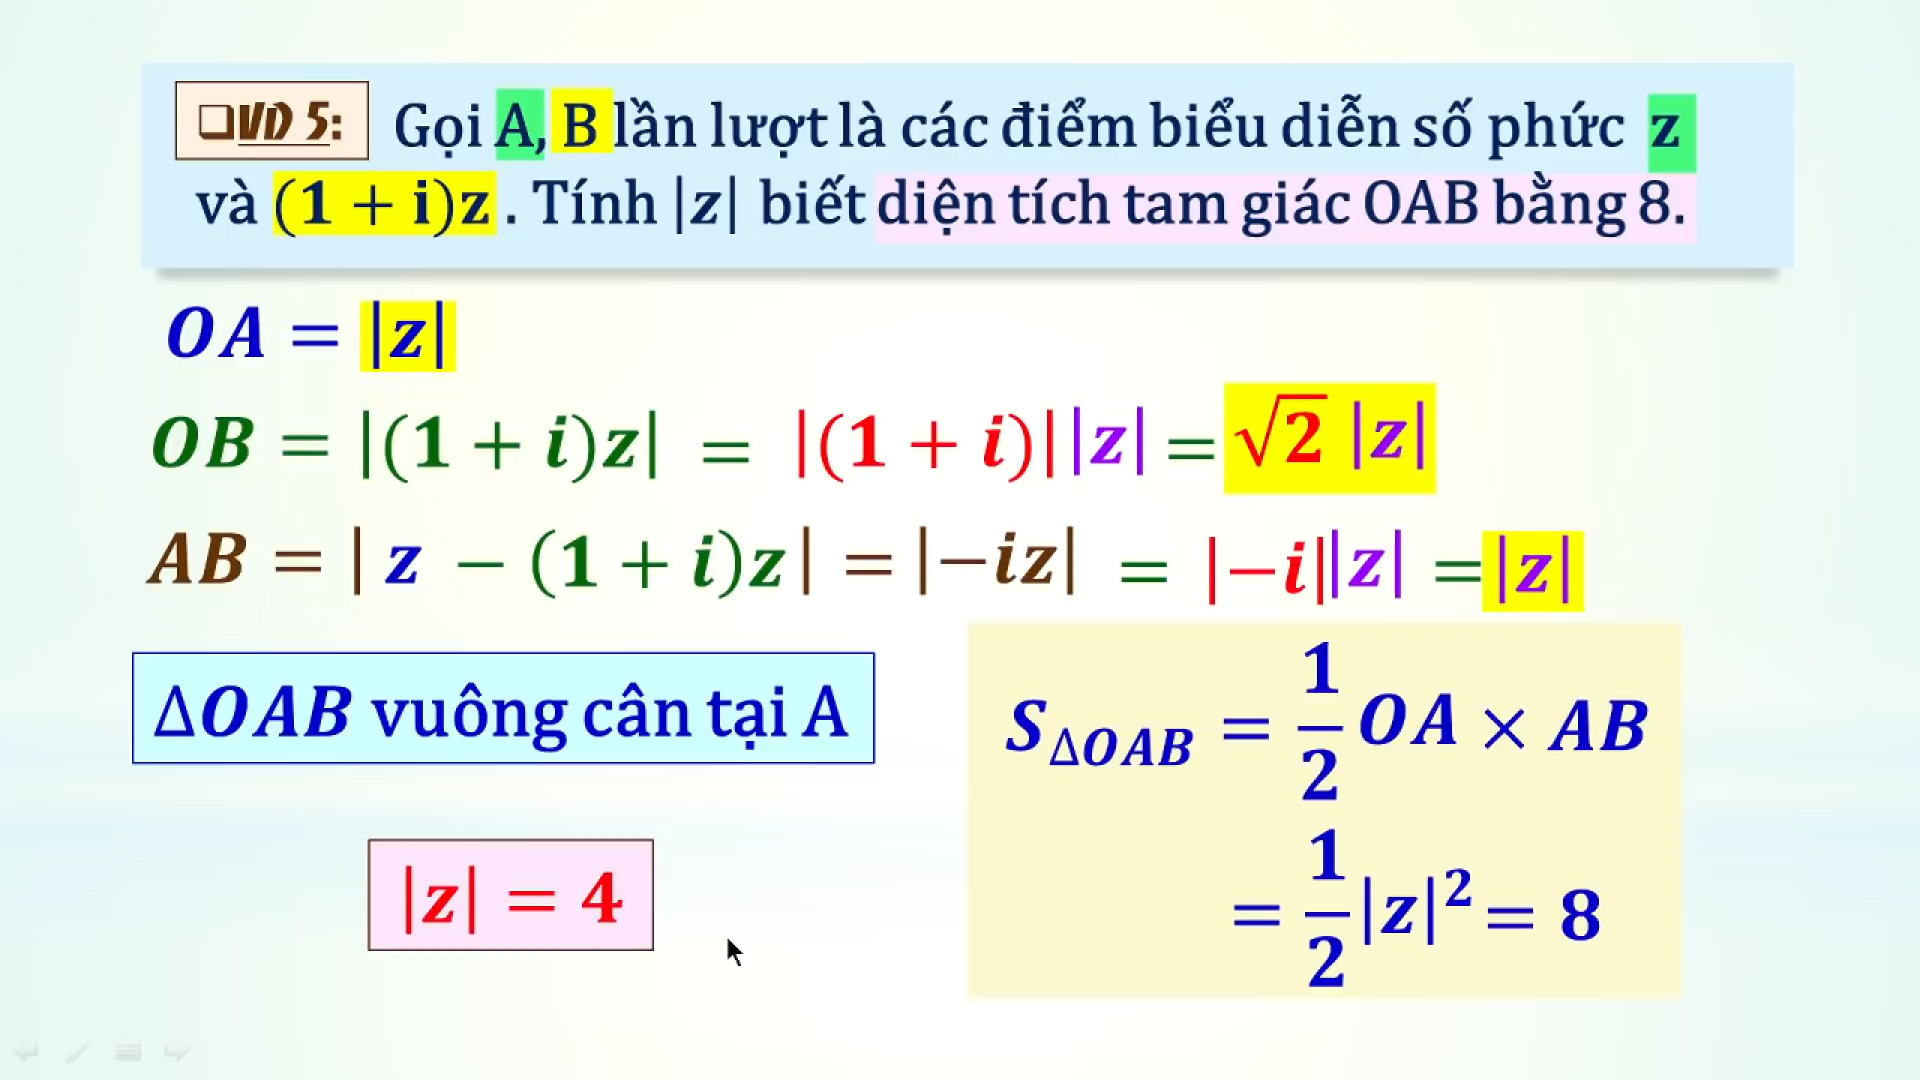 ❑VD 5: Gọi A, B lần lượt là các điểm biểu diễn số phức z
và (1 + i)z . Tính |z| biết diện tích tam giác OAB bằng 8.
OA = |z|
OB = |(1 + i)z| = |(1 + i)||z| = √2 |z|
AB = | z − (1 + i)z| = |−iz| = |−i||z| = |z|
ΔOAB vuông cân tại A
S_ΔOAB = 1/2 OA × AB
= 1/2 |z|² = 8
|z| = 4